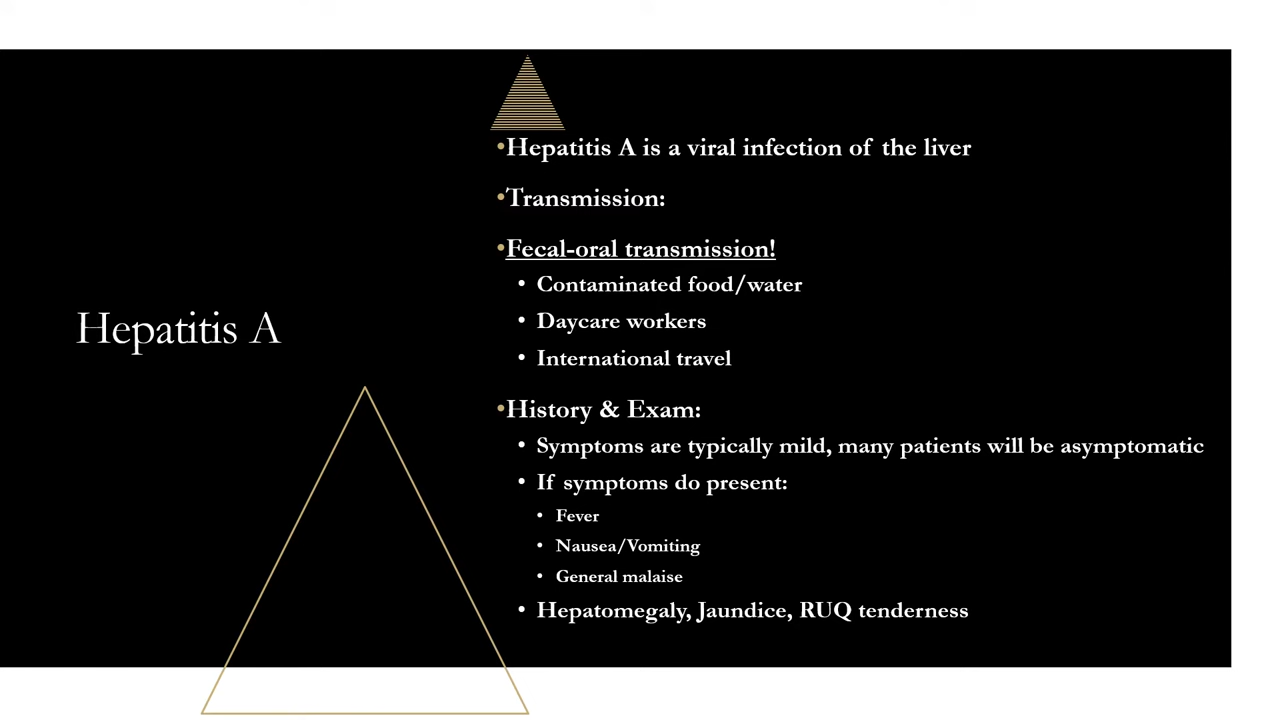 Hepatitis A
•Hepatitis A is a viral infection of the liver
•Transmission:
•Fecal-oral transmission!
• Contaminated food/water
• Daycare workers
• International travel
•History & Exam:
• Symptoms are typically mild, many patients will be asymptomatic
• If symptoms do present:
• Fever
• Nausea/Vomiting
• General malaise
• Hepatomegaly, Jaundice, RUQ tenderness